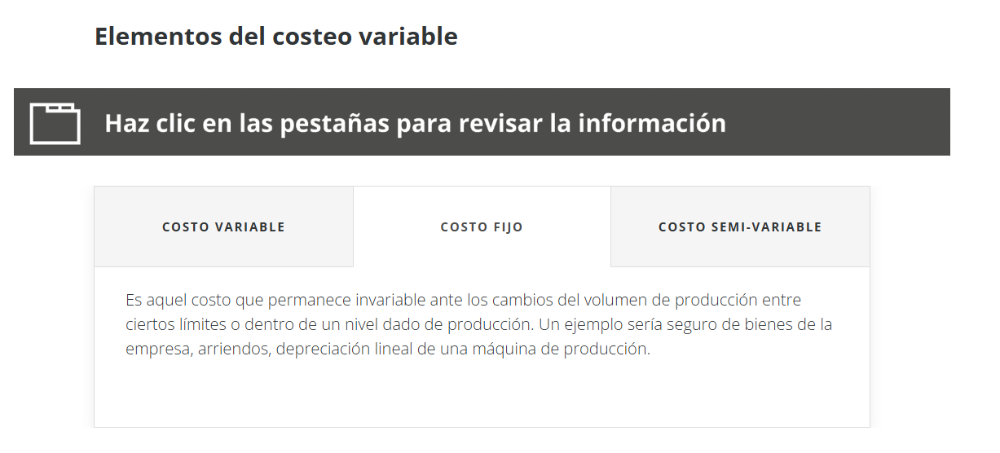 Elementos del costeo variable
Haz clic en las pestañas para revisar la información
COSTO VARIABLE
COSTO FIJO
COSTO SEMI-VARIABLE
Es aquel costo que permanece invariable ante los cambios del volumen de producción entre
ciertos límites o dentro de un nivel dado de producción. Un ejemplo sería seguro de bienes de la
empresa, arriendos, depreciación lineal de una máquina de producción.